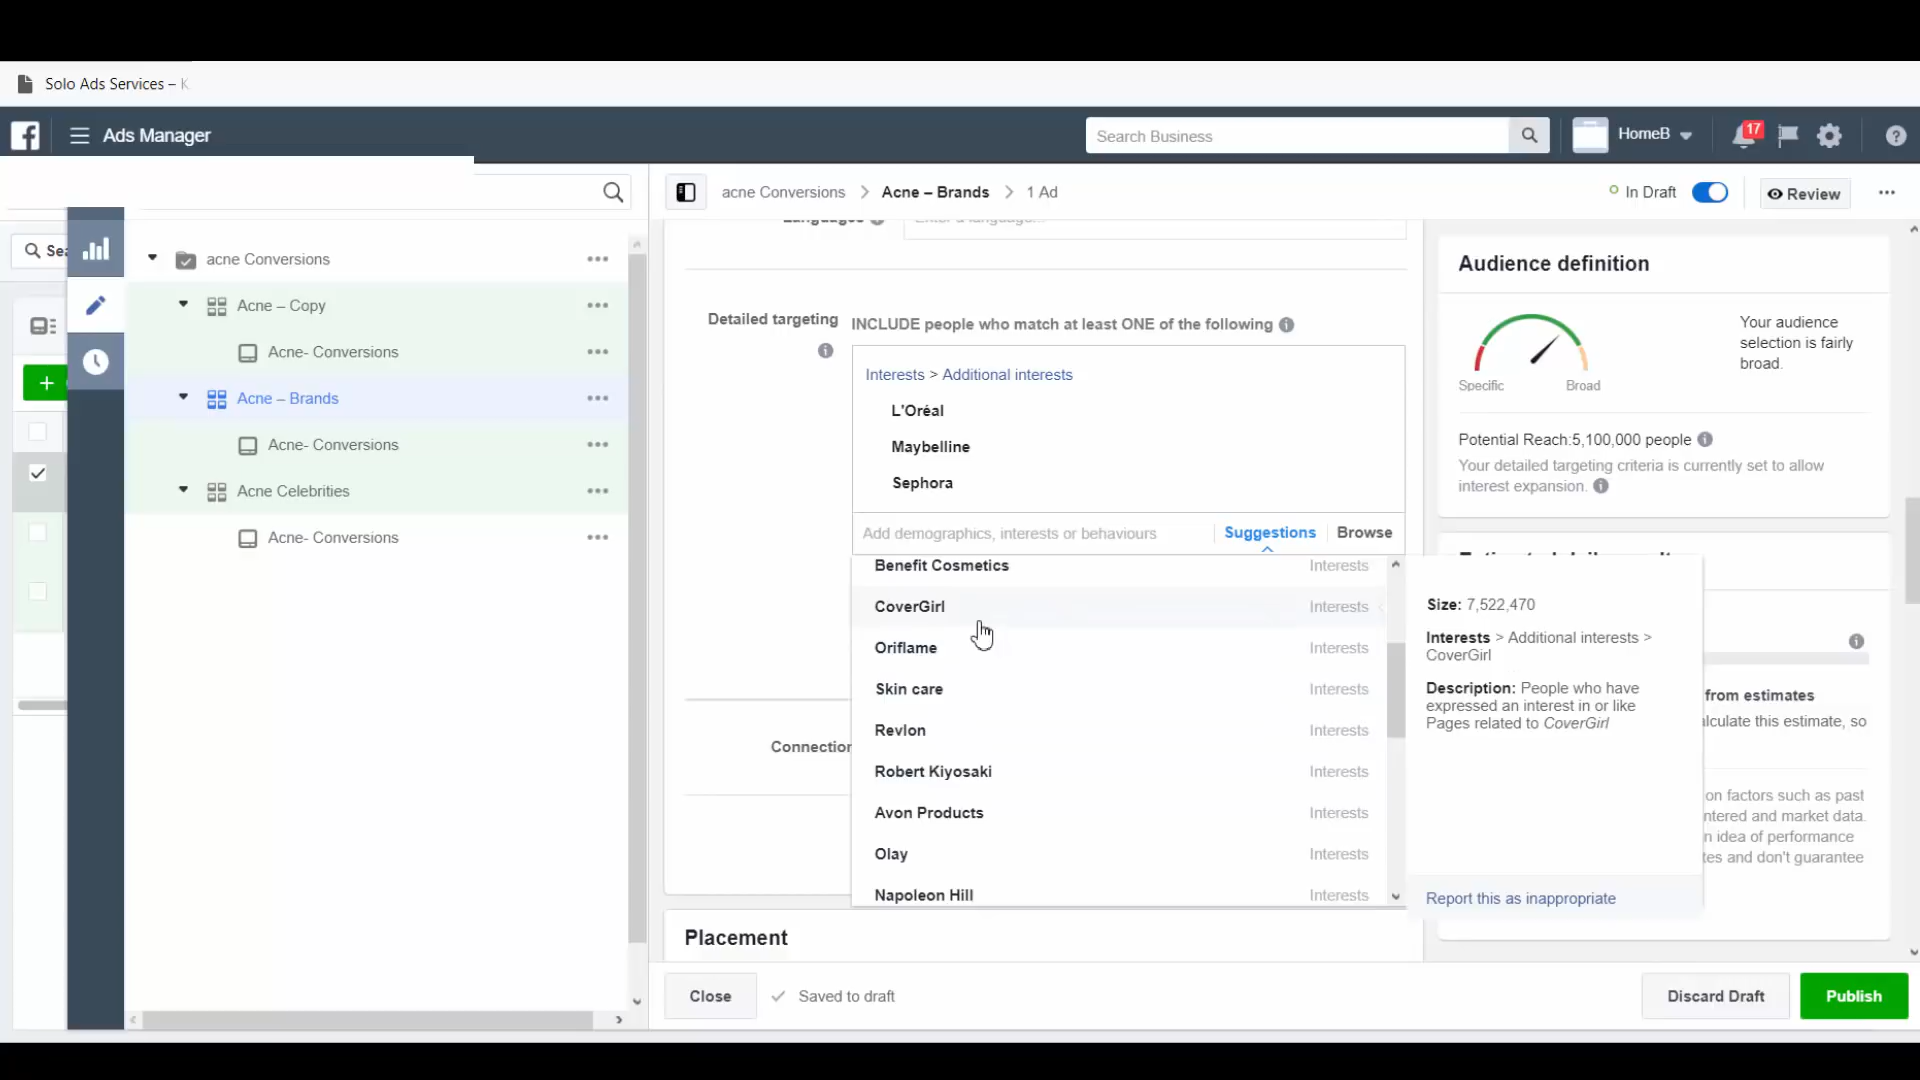 Solo Ads Services – K
Ads Manager
Search Business
HomeB
17
acne Conversions
Acne – Brands
1 Ad
In Draft
Review
Sea
acne Conversions
Acne – Copy
Acne- Conversions
Acne – Brands
Acne- Conversions
Acne Celebrities
Acne- Conversions
Languages
Enter a language...
Detailed targeting
INCLUDE people who match at least ONE of the following
Interests > Additional interests
L'Oréal
Maybelline
Sephora
Add demographics, interests or behaviours
Suggestions
Browse
Benefit Cosmetics Interests
CoverGirl Interests
Oriflame Interests
Skin care Interests
Revlon Interests
Robert Kiyosaki Interests
Avon Products Interests
Olay Interests
Napoleon Hill Interests
Connection
Placement
Close
Saved to draft
Discard Draft
Publish
Audience definition
Specific
Broad
Your audience
selection is fairly
broad.
Potential Reach:5,100,000 people
Your detailed targeting criteria is currently set to allow
interest expansion.
Size: 7,522,470
Interests > Additional interests >
CoverGirl
Description: People who have
expressed an interest in or like
Pages related to CoverGirl
Report this as inappropriate
from estimates
alculate this estimate, so
on factors such as past
ntered and market data.
n idea of performance
tes and don't guarantee